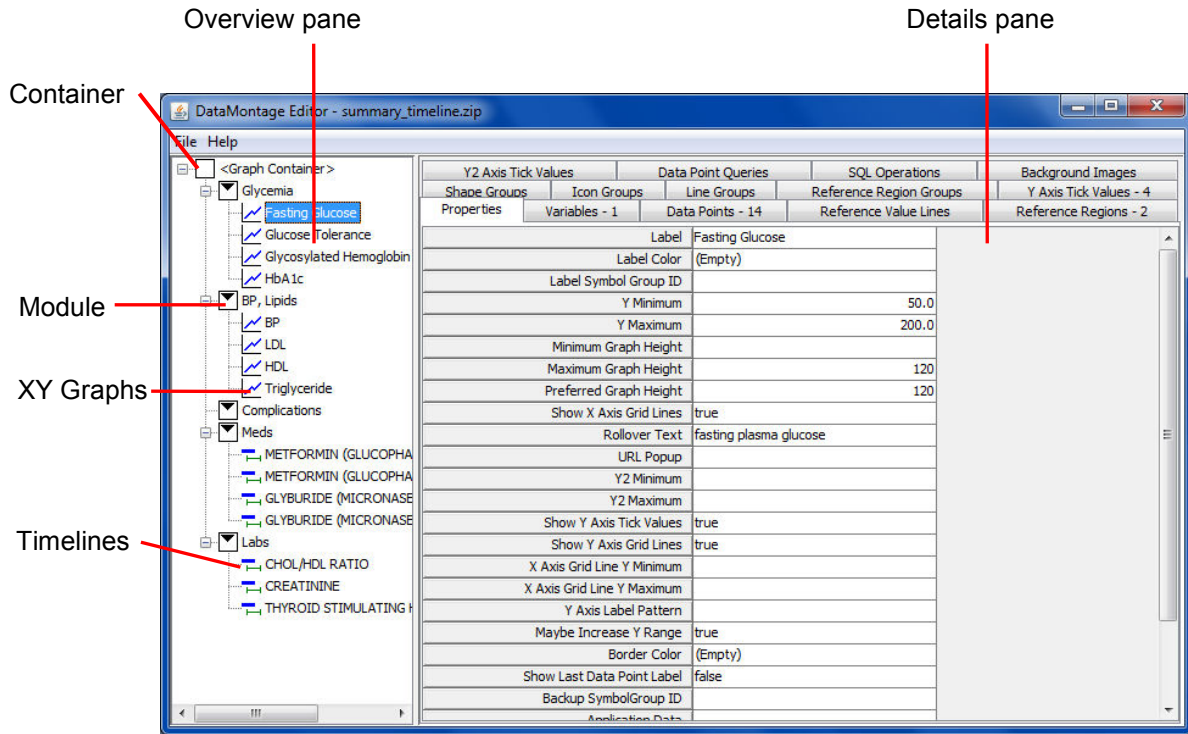 Overview pane
Details pane
Container
DataMontage Editor - summary_timeline.zip
File Help
Module
XY Graphs
Timelines
<Graph Container>
Glycemia
Fasting Glucose
Glucose Tolerance
Glycosylated Hemoglobin
HbA1c
BP, Lipids
BP
LDL
HDL
Triglyceride
Complications
Meds
METFORMIN (GLUCOPHA
METFORMIN (GLUCOPHA
GLYBURIDE (MICRONASE
GLYBURIDE (MICRONASE
Labs
CHOL/HDL RATIO
CREATININE
THYROID STIMULATING H
Y2 Axis Tick Values Data Point Queries SQL Operations Background Images
Shape Groups Icon Groups Line Groups Reference Region Groups Y Axis Tick Values - 4
Properties Variables - 1 Data Points - 14 Reference Value Lines Reference Regions - 2
Label Fasting Glucose
Label Color (Empty)
Label Symbol Group ID
Y Minimum 50.0
Y Maximum 200.0
Minimum Graph Height
Maximum Graph Height 120
Preferred Graph Height 120
Show X Axis Grid Lines true
Rollover Text fasting plasma glucose
URL Popup
Y2 Minimum
Y2 Maximum
Show Y Axis Tick Values true
Show Y Axis Grid Lines true
X Axis Grid Line Y Minimum
X Axis Grid Line Y Maximum
Y Axis Label Pattern
Maybe Increase Y Range true
Border Color (Empty)
Show Last Data Point Label false
Backup SymbolGroup ID
Application Data